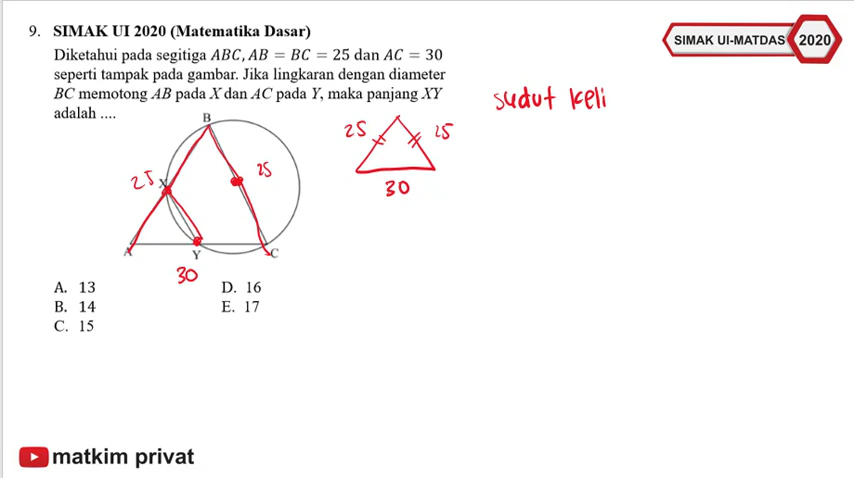 9. SIMAK UI 2020 (Matematika Dasar)
Diketahui pada segitiga ABC, AB = BC = 25 dan AC = 30
seperti tampak pada gambar. Jika lingkaran dengan diameter
BC memotong AB pada X dan AC pada Y, maka panjang XY
adalah ....
SIMAK UI-MATDAS 2020
sudut keli
B
25
X
25
A
Y
C
30
25
25
30
A. 13
B. 14
C. 15
D. 16
E. 17
matkim privat